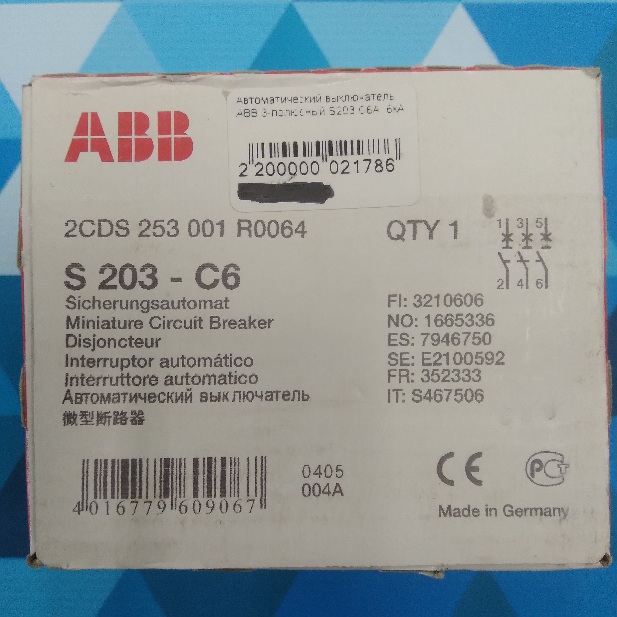 ABB
Автоматический выключатель
ABB 3-полюсный S203 C6A 6кА
2 200000 021786
2CDS 253 001 R0064
QTY 1
1 3 5
2 4 6
S 203 - C6
Sicherungsautomat
Miniature Circuit Breaker
Disjoncteur
Interruptor automático
Interruttore automatico
Автоматический выключатель
微型断路器
FI: 3210606
NO: 1665336
ES: 7946750
SE: E2100592
FR: 352333
IT: S467506
4 016779 609067
0405
004A
CE
РСТ
Made in Germany